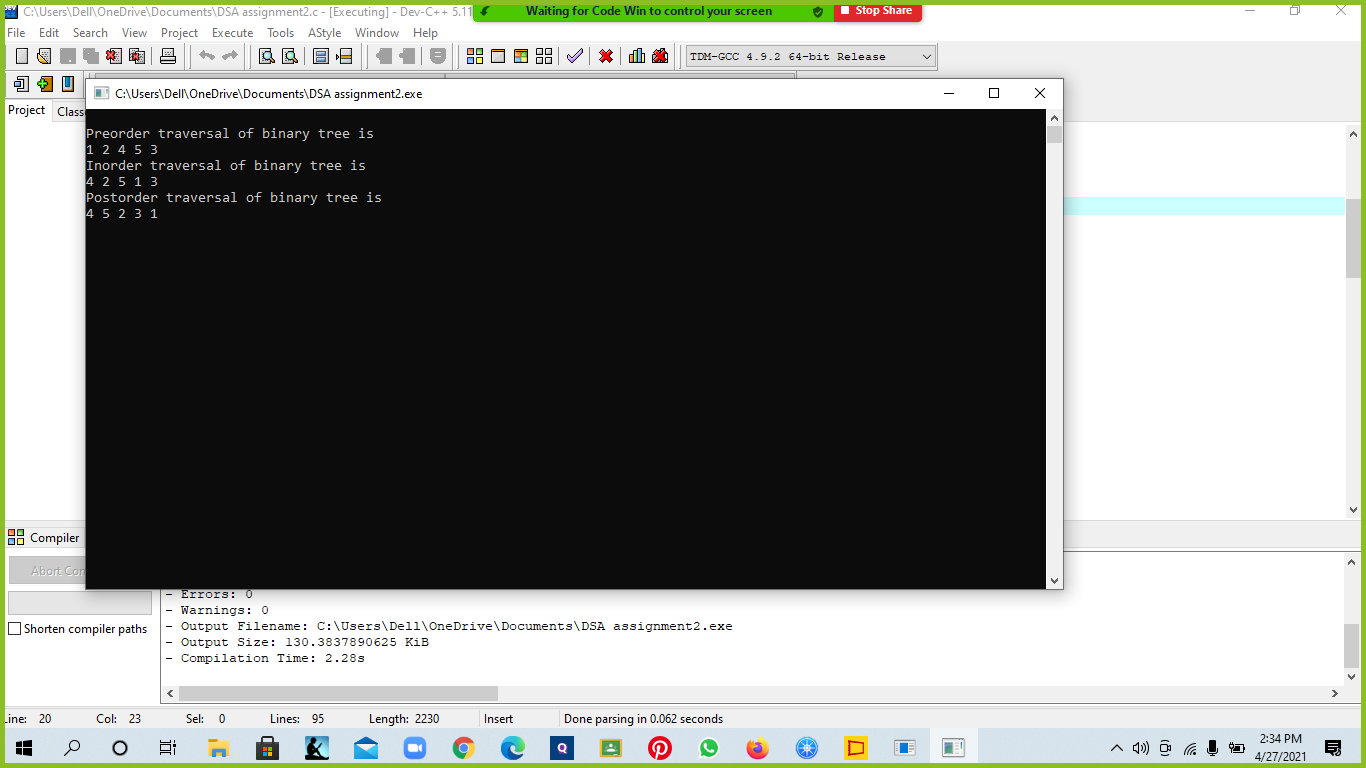 C:\Users\Dell\OneDrive\Documents\DSA assignment2.c - [Executing] - Dev-C++ 5.11
Waiting for Code Win to control your screen
Stop Share
File Edit Search View Project Execute Tools AStyle Window Help
TDM-GCC 4.9.2 64-bit Release
Project
C:\Users\Dell\OneDrive\Documents\DSA assignment2.exe
Preorder traversal of binary tree is
1 2 4 5 3
Inorder traversal of binary tree is
4 2 5 1 3
Postorder traversal of binary tree is
4 5 2 3 1
Compiler
Abort
- Errors: 0
- Warnings: 0
- Output Filename: C:\Users\Dell\OneDrive\Documents\DSA assignment2.exe
- Output Size: 130.3837890625 KiB
- Compilation Time: 2.28s
Shorten compiler paths
Line: 20 Col: 23 Sel: 0 Lines: 95 Length: 2230 Insert Done parsing in 0.062 seconds
2:34 PM
4/27/2021